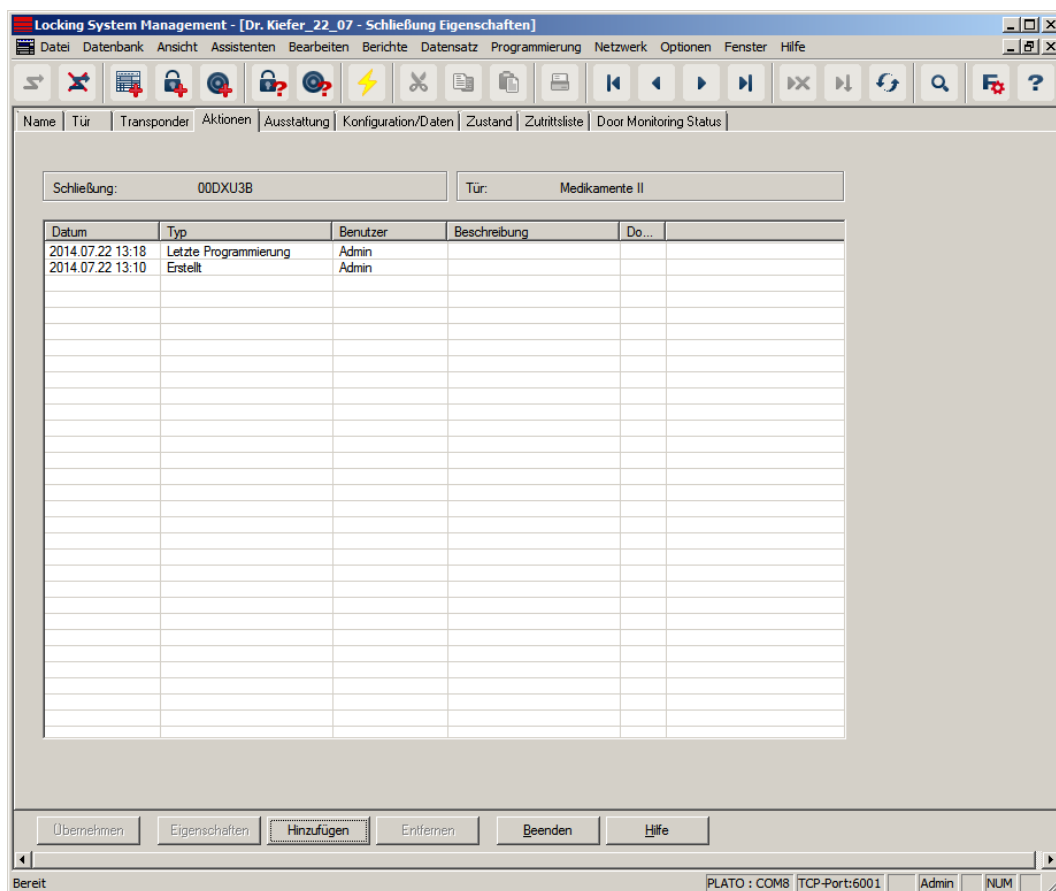 Locking System Management - [Dr. Kiefer_22_07 - Schließung Eigenschaften]
Datei Datenbank Ansicht Assistenten Bearbeiten Berichte Datensatz Programmierung Netzwerk Optionen Fenster Hilfe
Name Tür Transponder Aktionen Ausstattung Konfiguration/Daten Zustand Zutrittsliste Door Monitoring Status
Schließung: 00DXU3B Tür: Medikamente II
Datum Typ Benutzer Beschreibung Do...
2014.07.22 13:18 Letzte Programmierung Admin
2014.07.22 13:10 Erstellt Admin
Übernehmen Eigenschaften Hinzufügen Entfernen Beenden Hilfe
Bereit PLATO : COM8 TCP-Port:6001 Admin NUM